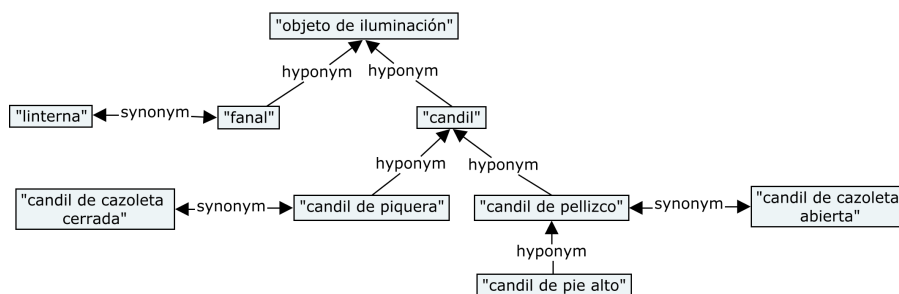 "objeto de iluminación"
hyponym
hyponym
"linterna"
synonym
"fanal"
"candil"
hyponym
hyponym
"candil de cazoleta
cerrada"
synonym
"candil de piquera"
"candil de pellizco"
synonym
"candil de cazoleta
abierta"
hyponym
"candil de pie alto"